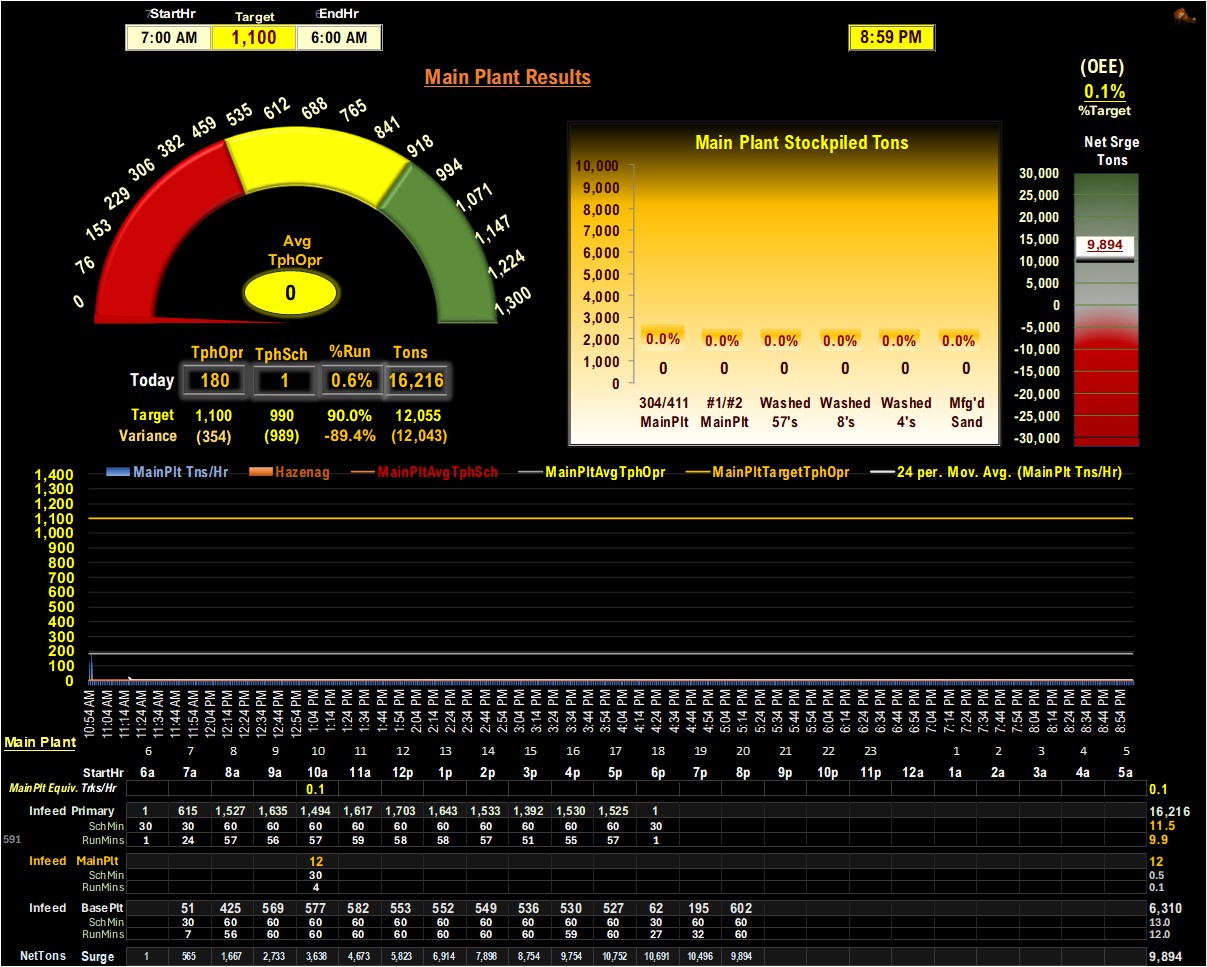 StartHr Target EndHr
7:00 AM 1,100 6:00 AM 8:59 PM
Main Plant Results
(OEE)
0.1%
%Target
Net Srge
Tons
0 76 153 229 306 382 459 535 612 688 765 841 918 994 1,071 1,147 1,224 1,300
Avg
TphOpr
0
TphOpr TphSch %Run Tons
Today 180 1 0.6% 16,216
Target 1,100 990 90.0% 12,055
Variance (354) (989) -89.4% (12,043)
Main Plant Stockpiled Tons
10,000
9,000
8,000
7,000
6,000
5,000
4,000
3,000
2,000
1,000
0
0.0% 0.0% 0.0% 0.0% 0.0% 0.0%
0 0 0 0 0 0
304/411 #1/#2 Washed Washed Washed Mfg'd
MainPlt MainPlt 57's 8's 4's Sand
30,000
25,000
20,000
15,000
9,894
10,000
5,000
0
-5,000
-10,000
-15,000
-20,000
-25,000
-30,000
MainPlt Tns/Hr Hazenag MainPltAvgTphSch MainPltAvgTphOpr MainPltTargetTphOpr 24 per. Mov. Avg. (MainPlt Tns/Hr)
1,400
1,300
1,200
1,100
1,000
900
800
700
600
500
400
300
200
100
0
10:54 AM 11:04 AM 11:14 AM 11:24 AM 11:34 AM 11:44 AM 11:54 AM 12:04 PM 12:14 PM 12:24 PM 12:34 PM 12:44 PM 12:54 PM 1:04 PM 1:14 PM 1:24 PM 1:34 PM 1:44 PM 1:54 PM 2:04 PM 2:14 PM 2:24 PM 2:34 PM 2:44 PM 2:54 PM 3:04 PM 3:14 PM 3:24 PM 3:34 PM 3:44 PM 3:54 PM 4:04 PM 4:14 PM 4:24 PM 4:34 PM 4:44 PM 4:54 PM 5:04 PM 5:14 PM 5:24 PM 5:34 PM 5:44 PM 5:54 PM 6:04 PM 6:14 PM 6:24 PM 6:34 PM 6:44 PM 6:54 PM 7:04 PM 7:14 PM 7:24 PM 7:34 PM 7:44 PM 7:54 PM 8:04 PM 8:14 PM 8:24 PM 8:34 PM 8:44 PM 8:54 PM
Main Plant
6 7 8 9 10 11 12 13 14 15 16 17 18 19 20 21 22 23 1 2 3 4 5
StartHr 6a 7a 8a 9a 10a 11a 12p 1p 2p 3p 4p 5p 6p 7p 8p 9p 10p 11p 12a 1a 2a 3a 4a 5a
MainPlt Equiv. Trks/Hr 0.1 0.1
Infeed Primary 1 615 1,527 1,635 1,494 1,617 1,703 1,643 1,533 1,392 1,530 1,525 1 16,216
SchMin 30 30 60 60 60 60 60 60 60 60 60 60 30 11.5
591 RunMins 1 24 57 56 57 59 58 58 57 51 55 57 1 9.9
Infeed MainPlt 12 12
SchMin 30 0.5
RunMins 4 0.1
Infeed BasePlt 51 425 569 577 582 553 552 549 536 530 527 62 195 602 6,310
SchMin 30 60 60 60 60 60 60 60 60 60 60 30 60 60 13.0
RunMins 7 56 60 60 60 60 60 60 60 59 60 27 32 60 12.0
NetTons Surge 1 565 1,667 2,733 3,638 4,673 5,823 6,914 7,898 8,754 9,754 10,752 10,691 10,496 9,894 9,894